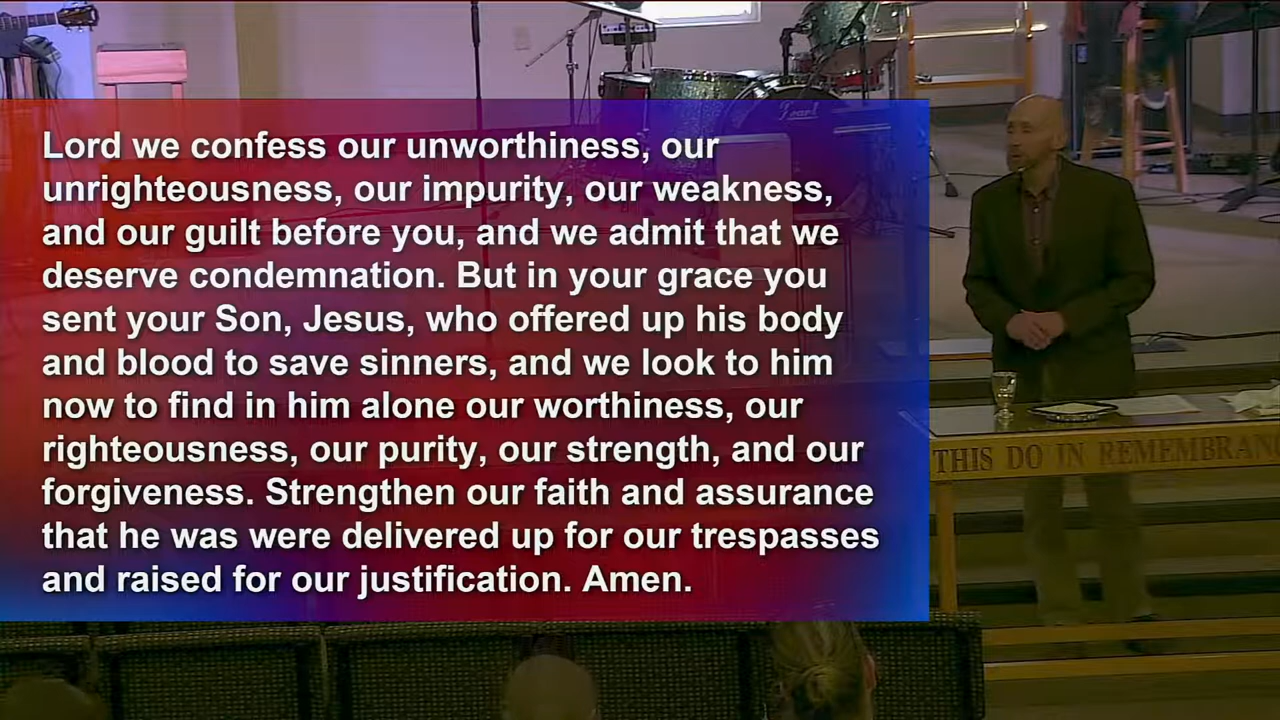 Pearl
Lord we confess our unworthiness, our
unrighteousness, our impurity, our weakness,
and our guilt before you, and we admit that we
deserve condemnation. But in your grace you
sent your Son, Jesus, who offered up his body
and blood to save sinners, and we look to him
now to find in him alone our worthiness, our
righteousness, our purity, our strength, and our
forgiveness. Strengthen our faith and assurance
that he was were delivered up for our trespasses
and raised for our justification. Amen.
THIS DO IN REMEMBRANC